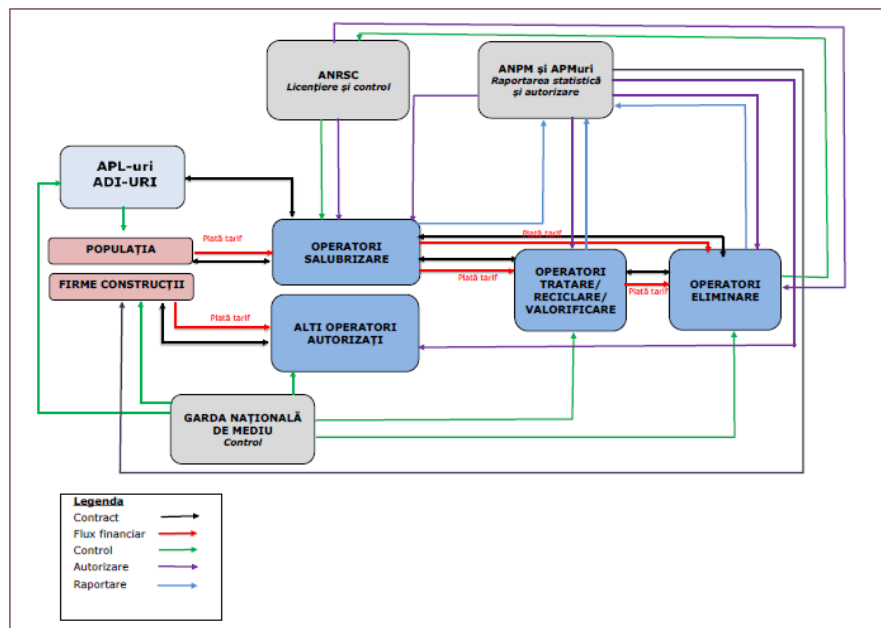 ANRSC
Licențiere și control
ANPM și APMuri
Raportarea statistică
și autorizare
APL-uri
ADI-URI
POPULAȚIA
Plată tarif
OPERATORI
SALUBRIZARE
Plată tarif
FIRME CONSTRUCȚII
Plată tarif
OPERATORI
TRATARE/
RECICLARE/
VALORIFICARE
Plată tarif
OPERATORI
ELIMINARE
Plată tarif
ALTI OPERATORI
AUTORIZAȚI
GARDA NAȚIONALĂ
DE MEDIU
Control
Legenda
Contract
Flux financiar
Control
Autorizare
Raportare